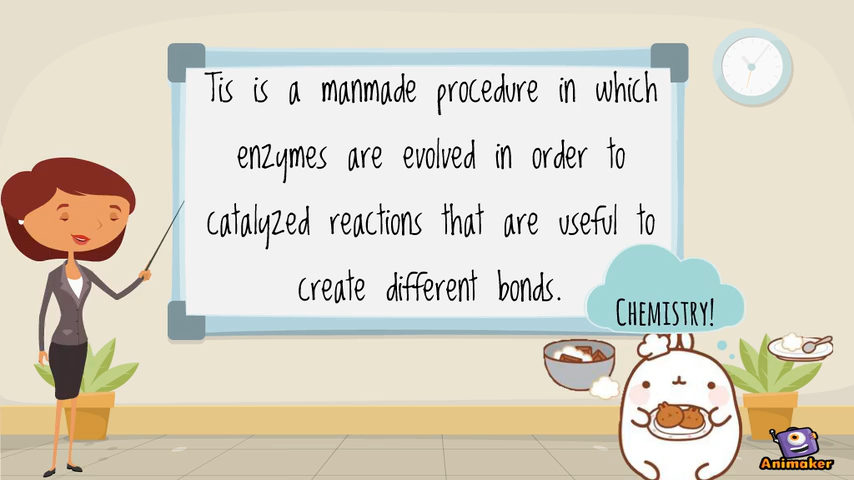 Tis is a manmade procedure in which
enzymes are evolved in order to
catalyzed reactions that are useful to
create different bonds.
CHEMISTRY!
Animaker